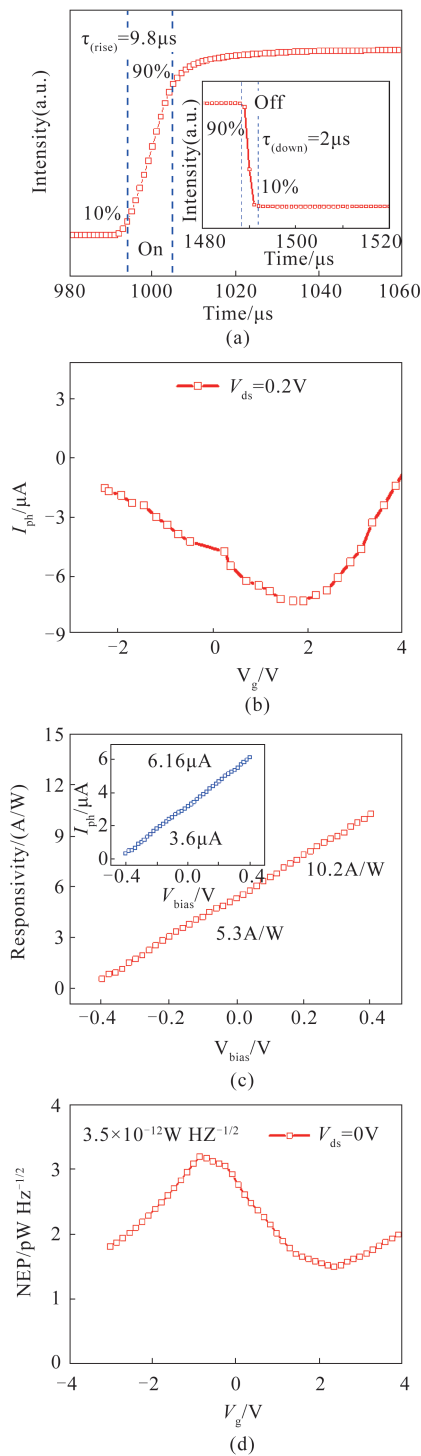 τ(rise)=9.8μs
90%
10%
On
Intensity(a.u.)
980 1000 1020 1040 1060
Time/μs
Off
90%
τ(down)=2μs
10%
Intensity(a.u.)
1480 1500 1520
Time/μs
(a)
Vds=0.2V
3
0
−3
−6
−9
Iph/μA
−2 0 2 4
Vg/V
(b)
15
12
9
6
3
0
Responsivity/(A/W)
6.16μA
3.6μA
6
4
2
0
Iph/μA
−0.4 0.0 0.4
Vbias/V
10.2A/W
5.3A/W
−0.4 −0.2 0.0 0.2 0.4
Vbias/V
(c)
3.5×10−12W HZ−1/2
Vds=0V
4
3
2
1
0
NEP/pW Hz−1/2
−4 −2 0 2 4
Vg/V
(d)